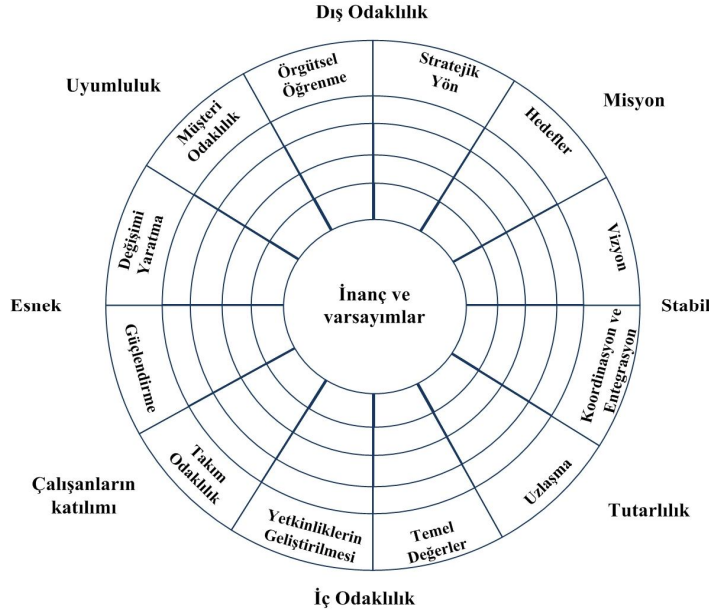 Dış Odaklılık
Uyumluluk
Misyon
Örgütsel
Öğrenme
Stratejik
Yön
Müşteri
Odaklılık
Hedefler
Değişimi
Yaratma
Vizyon
Esnek
İnanç ve
varsayımlar
Stabil
Güçlendirme
Koordinasyon ve
Entegrasyon
Takım
Odaklılık
Uzlaşma
Yetkinliklerin
Geliştirilmesi
Temel
Değerler
Çalışanların
katılımı
Tutarlılık
İç Odaklılık